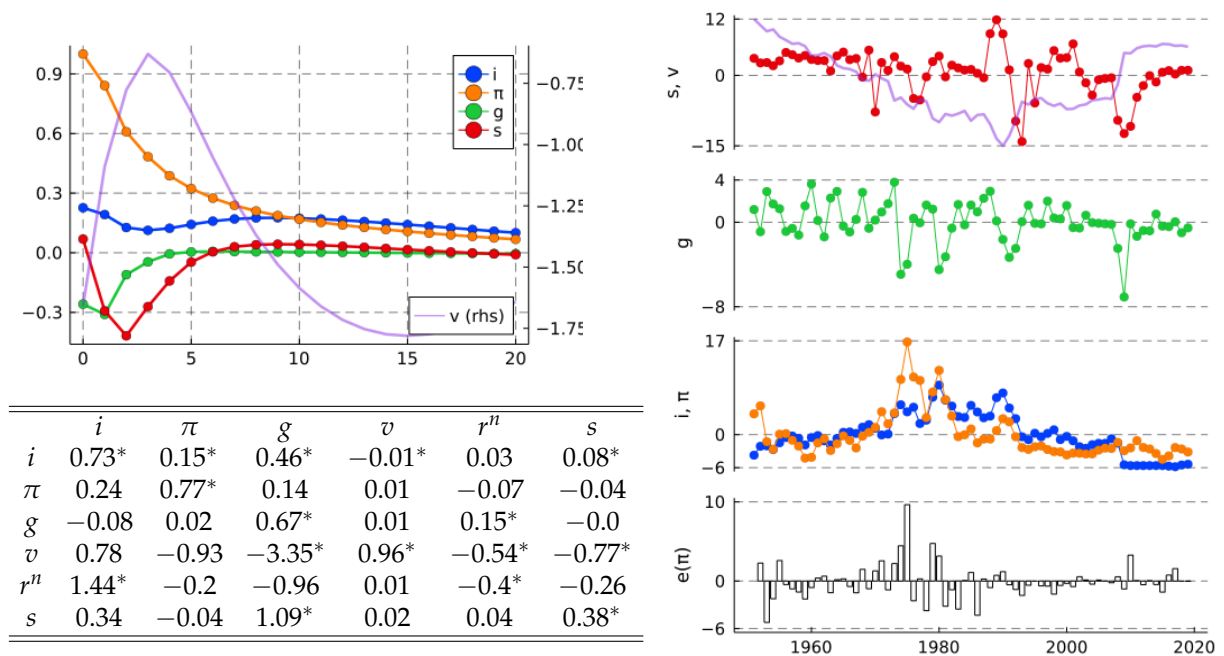 0.9
0.6
0.3
0.0
−0.3
0
5
10
15
20
i
π
g
s
v (rhs)
−0.75
−1.00
−1.25
−1.50
−1.75
i π g v rⁿ s
i 0.73* 0.15* 0.46* −0.01* 0.03 0.08*
π 0.24 0.77* 0.14 0.01 −0.07 −0.04
g −0.08 0.02 0.67* 0.01 0.15* −0.0
v 0.78 −0.93 −3.35* 0.96* −0.54* −0.77*
rⁿ 1.44* −0.2 −0.96 0.01 −0.4* −0.26
s 0.34 −0.04 1.09* 0.02 0.04 0.38*
s, v
12
0
−15
g
4
0
−8
i, π
17
0
−6
e(π)
10
0
−6
1960
1980
2000
2020